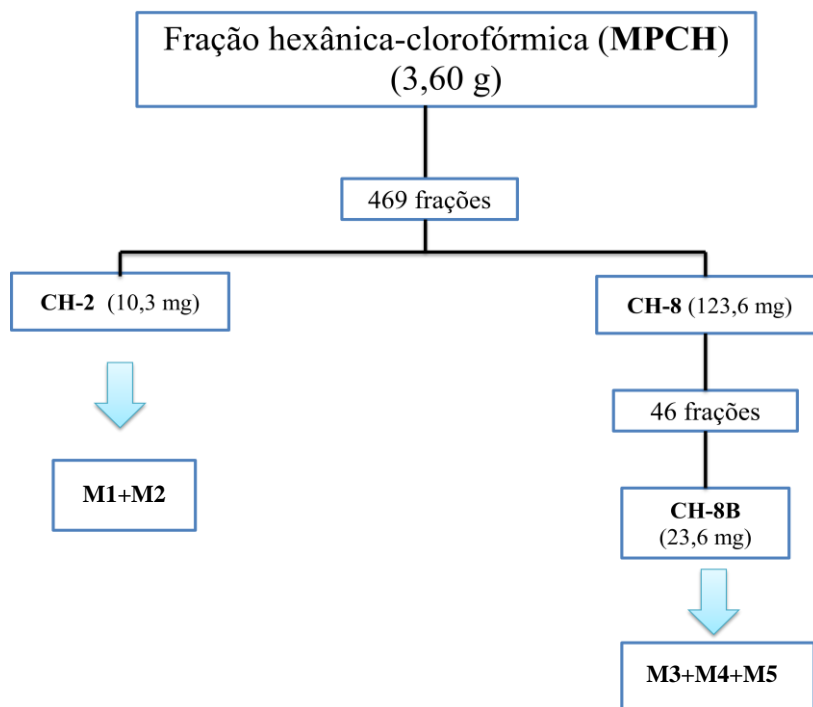 Fração hexânica-clorofórmica (MPCH)
(3,60 g)
469 frações
CH-2 (10,3 mg)
CH-8 (123,6 mg)
46 frações
M1+M2
CH-8B
(23,6 mg)
M3+M4+M5